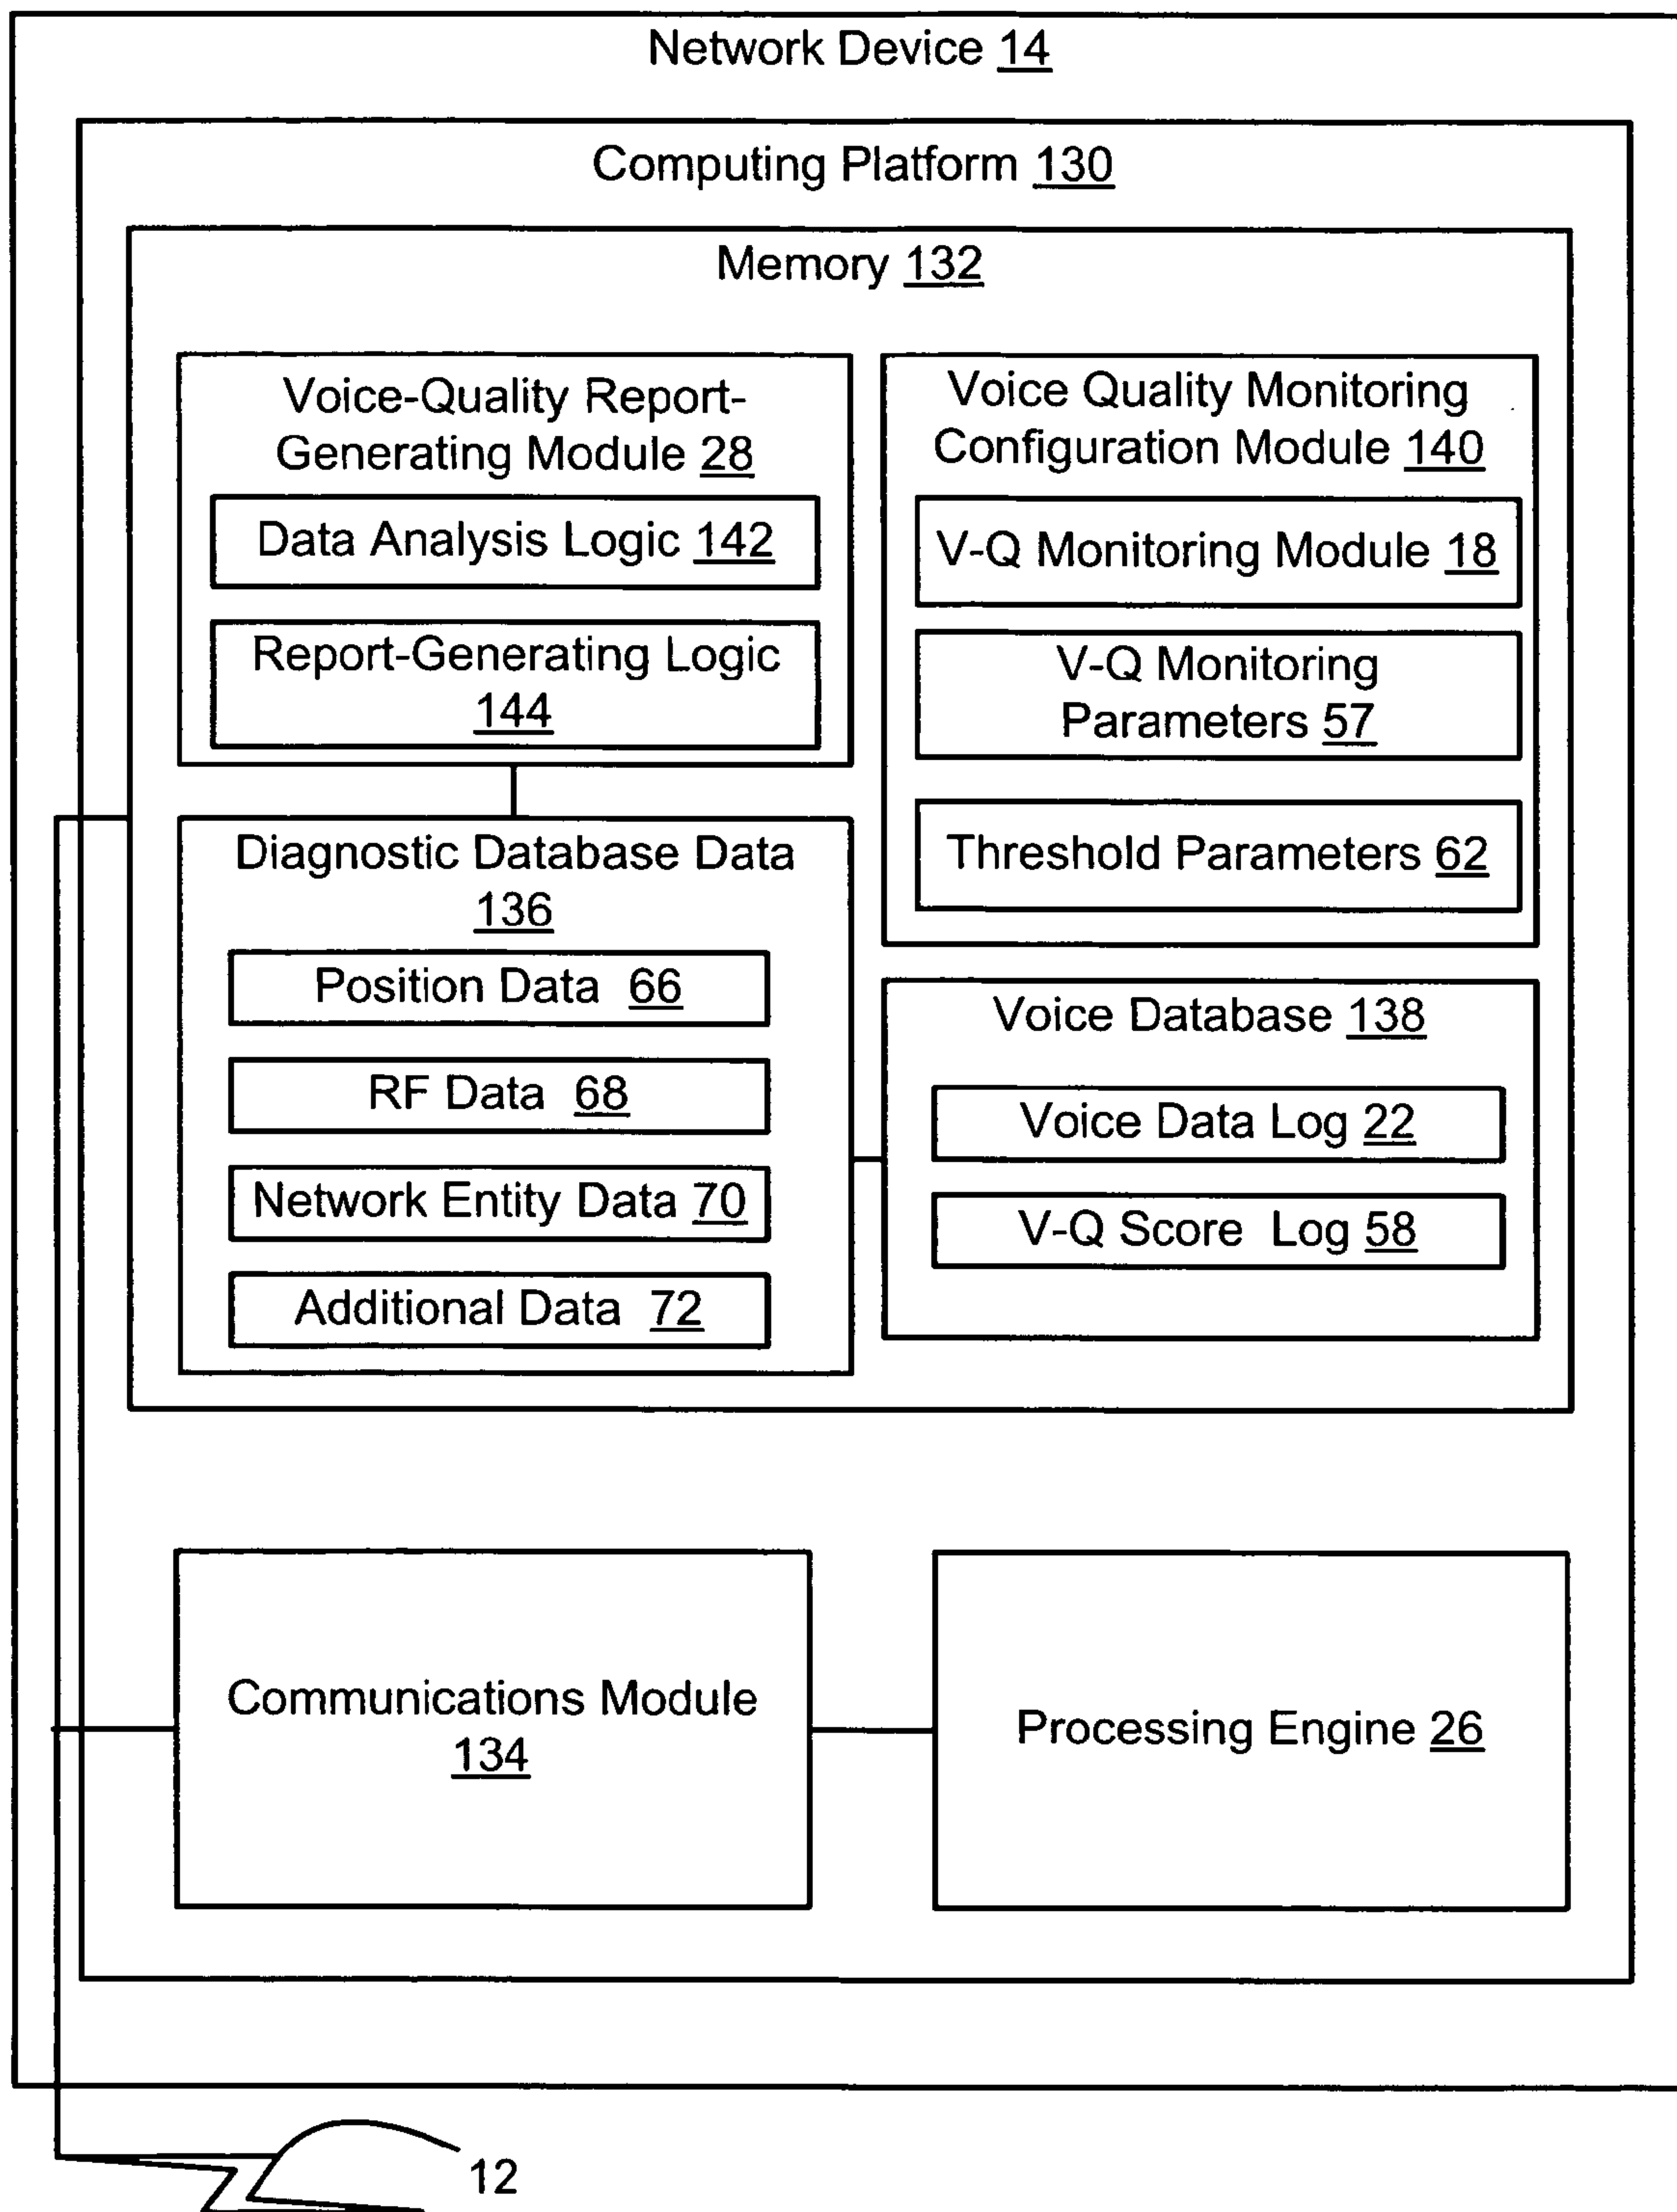 Network Device 14
Computing Platform 130
Memory 132
Voice-Quality Report-
Generating Module 28
Data Analysis Logic 142
Report-Generating Logic
144
Voice Quality Monitoring
Configuration Module 140
V-Q Monitoring Module 18
V-Q Monitoring
Parameters 57
Threshold Parameters 62
Diagnostic Database Data
136
Position Data 66
RF Data 68
Network Entity Data 70
Additional Data 72
Voice Database 138
Voice Data Log 22
V-Q Score Log 58
Communications Module
134
Processing Engine 26
12